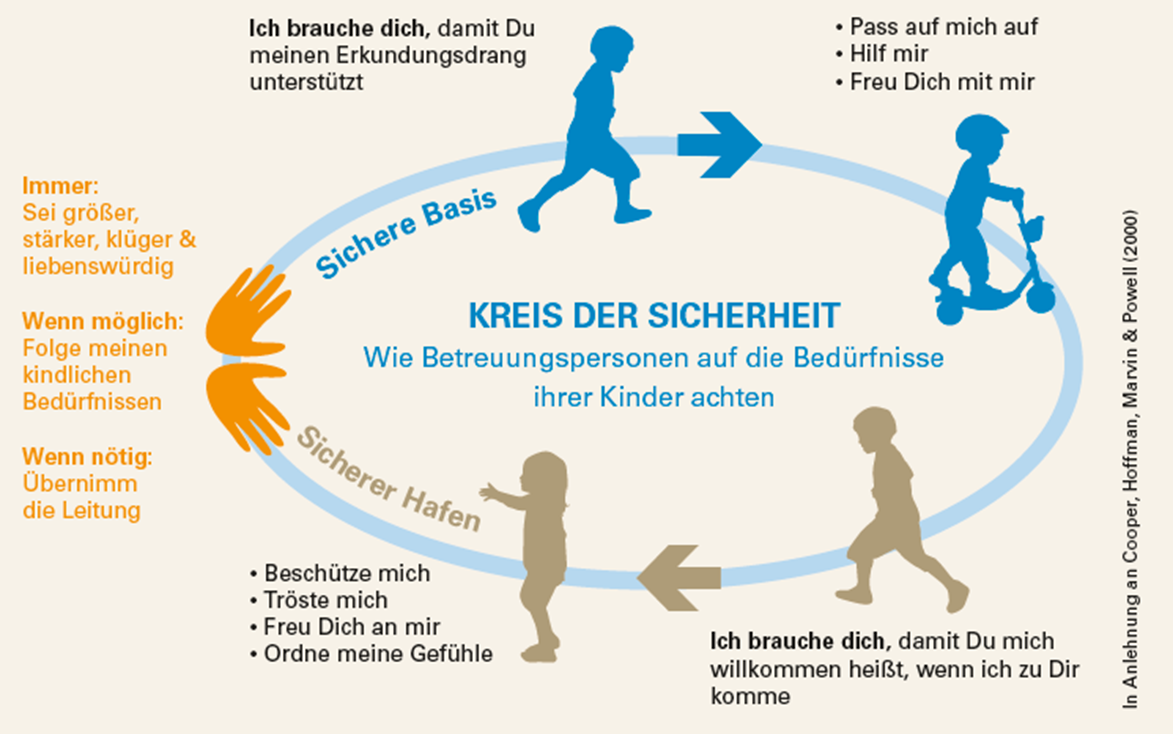 Ich brauche dich, damit Du
meinen Erkundungsdrang
unterstützt
• Pass auf mich auf
• Hilf mir
• Freu Dich mit mir
Immer:
Sei größer,
stärker, klüger &
liebenswürdig
Wenn möglich:
Folge meinen
kindlichen
Bedürfnissen
Wenn nötig:
Übernimm
die Leitung
Sichere Basis
KREIS DER SICHERHEIT
Wie Betreuungspersonen auf die Bedürfnisse
ihrer Kinder achten
Sicherer Hafen
• Beschütze mich
• Tröste mich
• Freu Dich an mir
• Ordne meine Gefühle
Ich brauche dich, damit Du mich
willkommen heißt, wenn ich zu Dir
komme
In Anlehnung an Cooper, Hoffman, Marvin & Powell (2000)